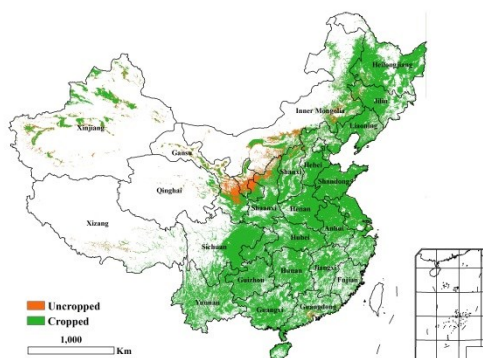 Heilongjiang
Jilin
Inner Mongolia
Liaoning
Xinjiang
Gansu
Hebei
Shanxi
Shandong
Qinghai
Shaanxi
Henan
Xizang
Anhui
Hubei
Sichuan
Hunan
Jiangxi
Guizhou
Fujian
Yunnan
Guangxi
Guangdong
Uncropped
Cropped
1,000
Km